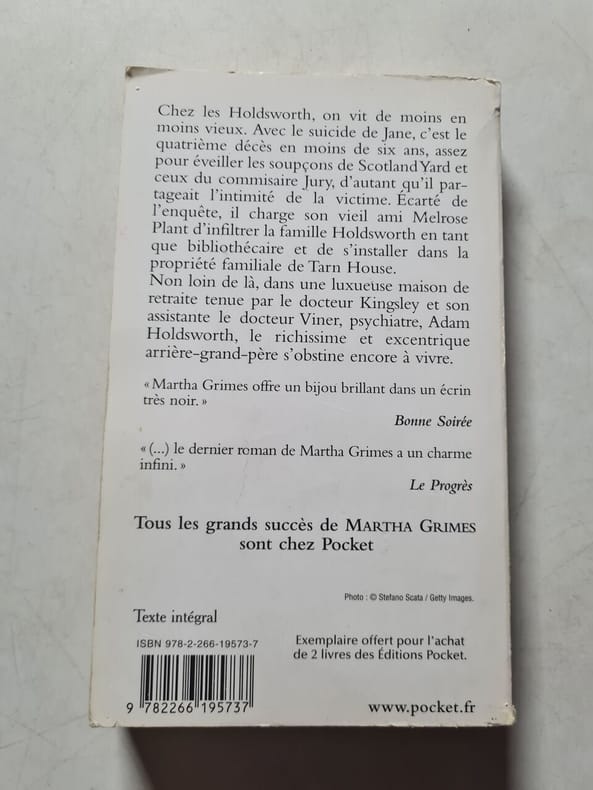 Chez les Holdsworth, on vit de moins en
moins vieux. Avec le suicide de Jane, c'est le
quatrième décès en moins de six ans, assez
pour éveiller les soupçons de Scotland Yard et
ceux du commisaire Jury, d'autant qu'il par-
tageait l'intimité de la victime. Écarté de
l'enquête, il charge son vieil ami Melrose
Plant d'infiltrer la famille Holdsworth en tant
que bibliothécaire et de s'installer dans la
propriété familiale de Tarn House.
Non loin de là, dans une luxueuse maison de
retraite tenue par le docteur Kingsley et son
assistante le docteur Viner, psychiatre, Adam
Holdsworth, le richissime et excentrique
arrière-grand-père s'obstine encore à vivre.
« Martha Grimes offre un bijou brillant dans un écrin
très noir. »
Bonne Soirée
« (...) le dernier roman de Martha Grimes a un charme
infini. »
Le Progrès
Tous les grands succès de MARTHA GRIMES
sont chez Pocket
Photo : © Stefano Scata / Getty Images.
Texte intégral
ISBN 978-2-266-19573-7
Exemplaire offert pour l'achat
de 2 livres des Éditions Pocket.
9 782266 195737
www.pocket.fr